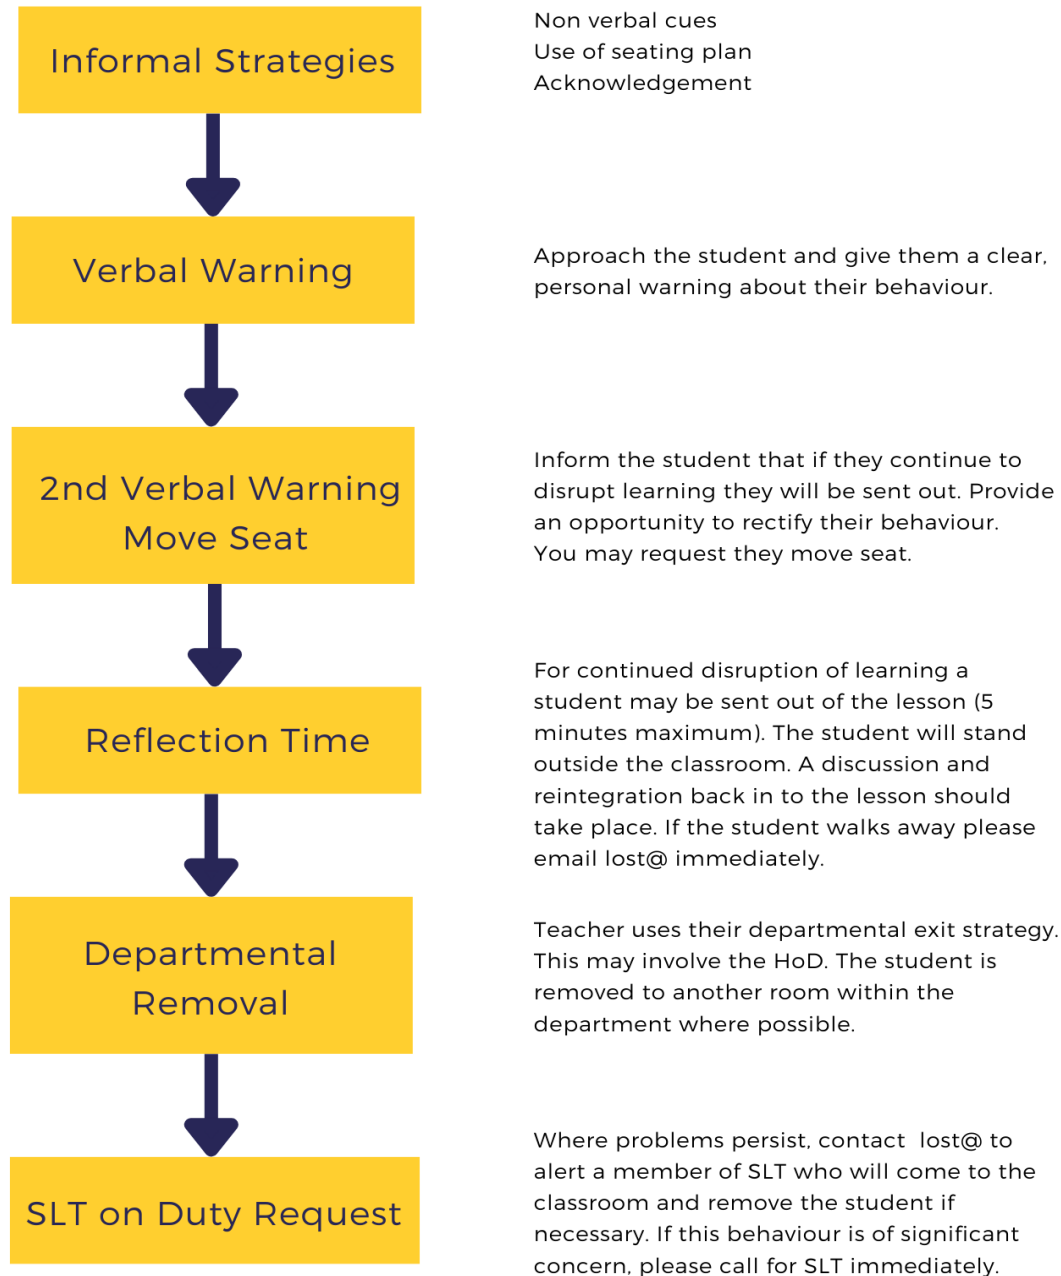 Informal Strategies
Non verbal cues
Use of seating plan
Acknowledgement
Verbal Warning
Approach the student and give them a clear,
personal warning about their behaviour.
2nd Verbal Warning
Move Seat
Inform the student that if they continue to
disrupt learning they will be sent out. Provide
an opportunity to rectify their behaviour.
You may request they move seat.
Reflection Time
For continued disruption of learning a
student may be sent out of the lesson (5
minutes maximum). The student will stand
outside the classroom. A discussion and
reintegration back in to the lesson should
take place. If the student walks away please
email lost@ immediately.
Departmental
Removal
Teacher uses their departmental exit strategy.
This may involve the HoD. The student is
removed to another room within the
department where possible.
SLT on Duty Request
Where problems persist, contact  lost@ to
alert a member of SLT who will come to the
classroom and remove the student if
necessary. If this behaviour is of significant
concern, please call for SLT immediately.